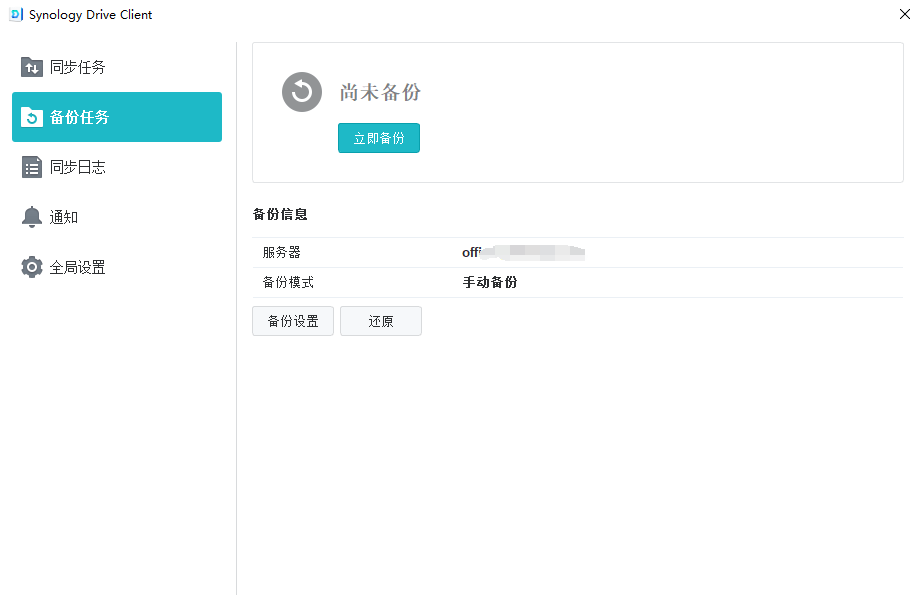 Synology Drive Client
同步任务
备份任务
同步日志
通知
全局设置
尚未备份
立即备份
备份信息
服务器 offi
备份模式 手动备份
备份设置 还原